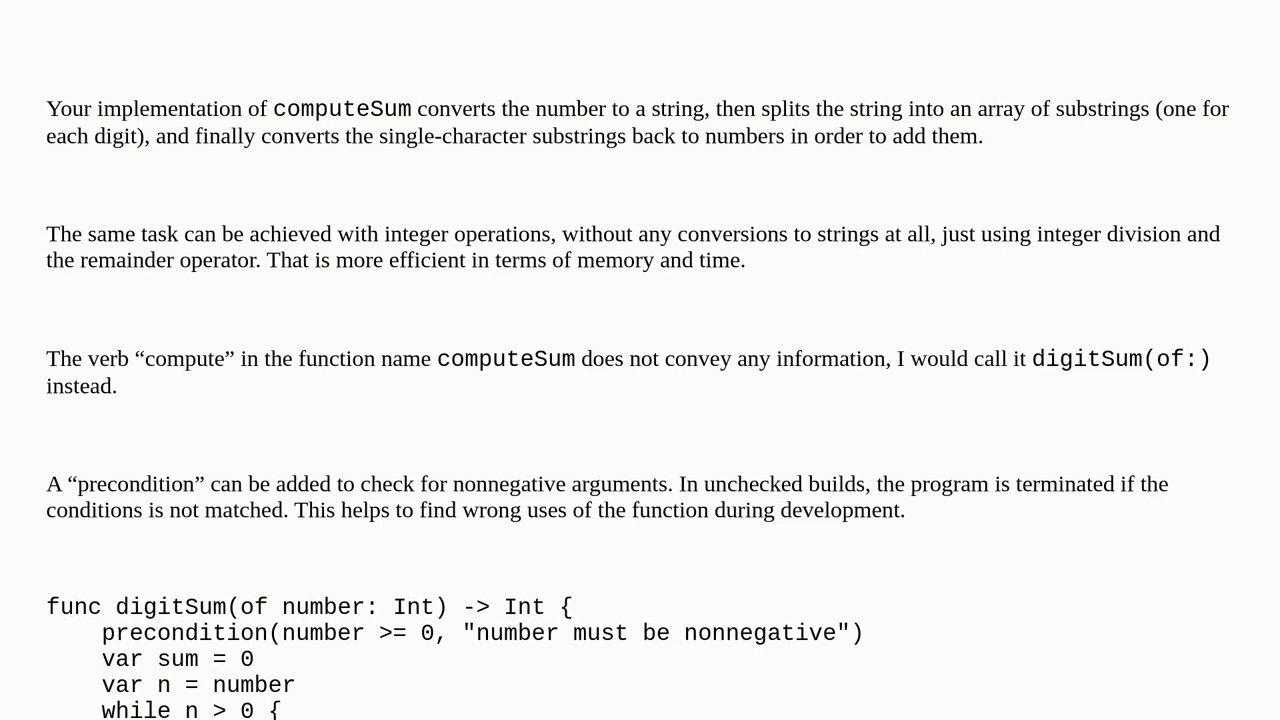 Your implementation of computeSum converts the number to a string, then splits the string into an array of substrings (one for
each digit), and finally converts the single-character substrings back to numbers in order to add them.
The same task can be achieved with integer operations, without any conversions to strings at all, just using integer division and
the remainder operator. That is more efficient in terms of memory and time.
The verb “compute” in the function name computeSum does not convey any information, I would call it digitSum(of:)
instead.
A “precondition” can be added to check for nonnegative arguments. In unchecked builds, the program is terminated if the
conditions is not matched. This helps to find wrong uses of the function during development.
func digitSum(of number: Int) -> Int {
    precondition(number >= 0, "number must be nonnegative")
    var sum = 0
    var n = number
    while n > 0 {